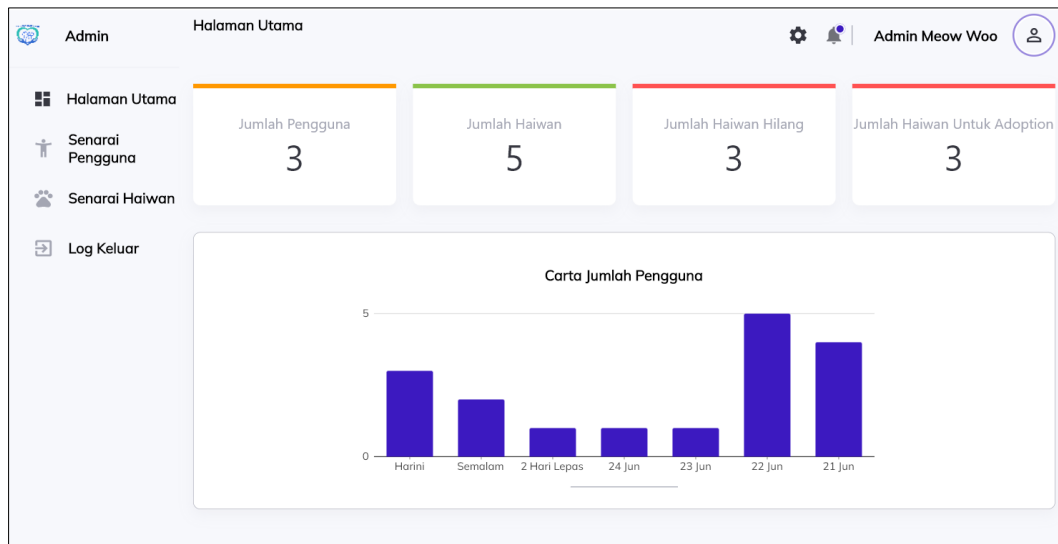 Admin
Halaman Utama
Admin Meow Woo
Halaman Utama
Senarai
Pengguna
Senarai Haiwan
Log Keluar
Jumlah Pengguna
3
Jumlah Haiwan
5
Jumlah Haiwan Hilang
3
Jumlah Haiwan Untuk Adoption
3
Carta Jumlah Pengguna
5
0
Harini
Semalam
2 Hari Lepas
24 Jun
23 Jun
22 Jun
21 Jun